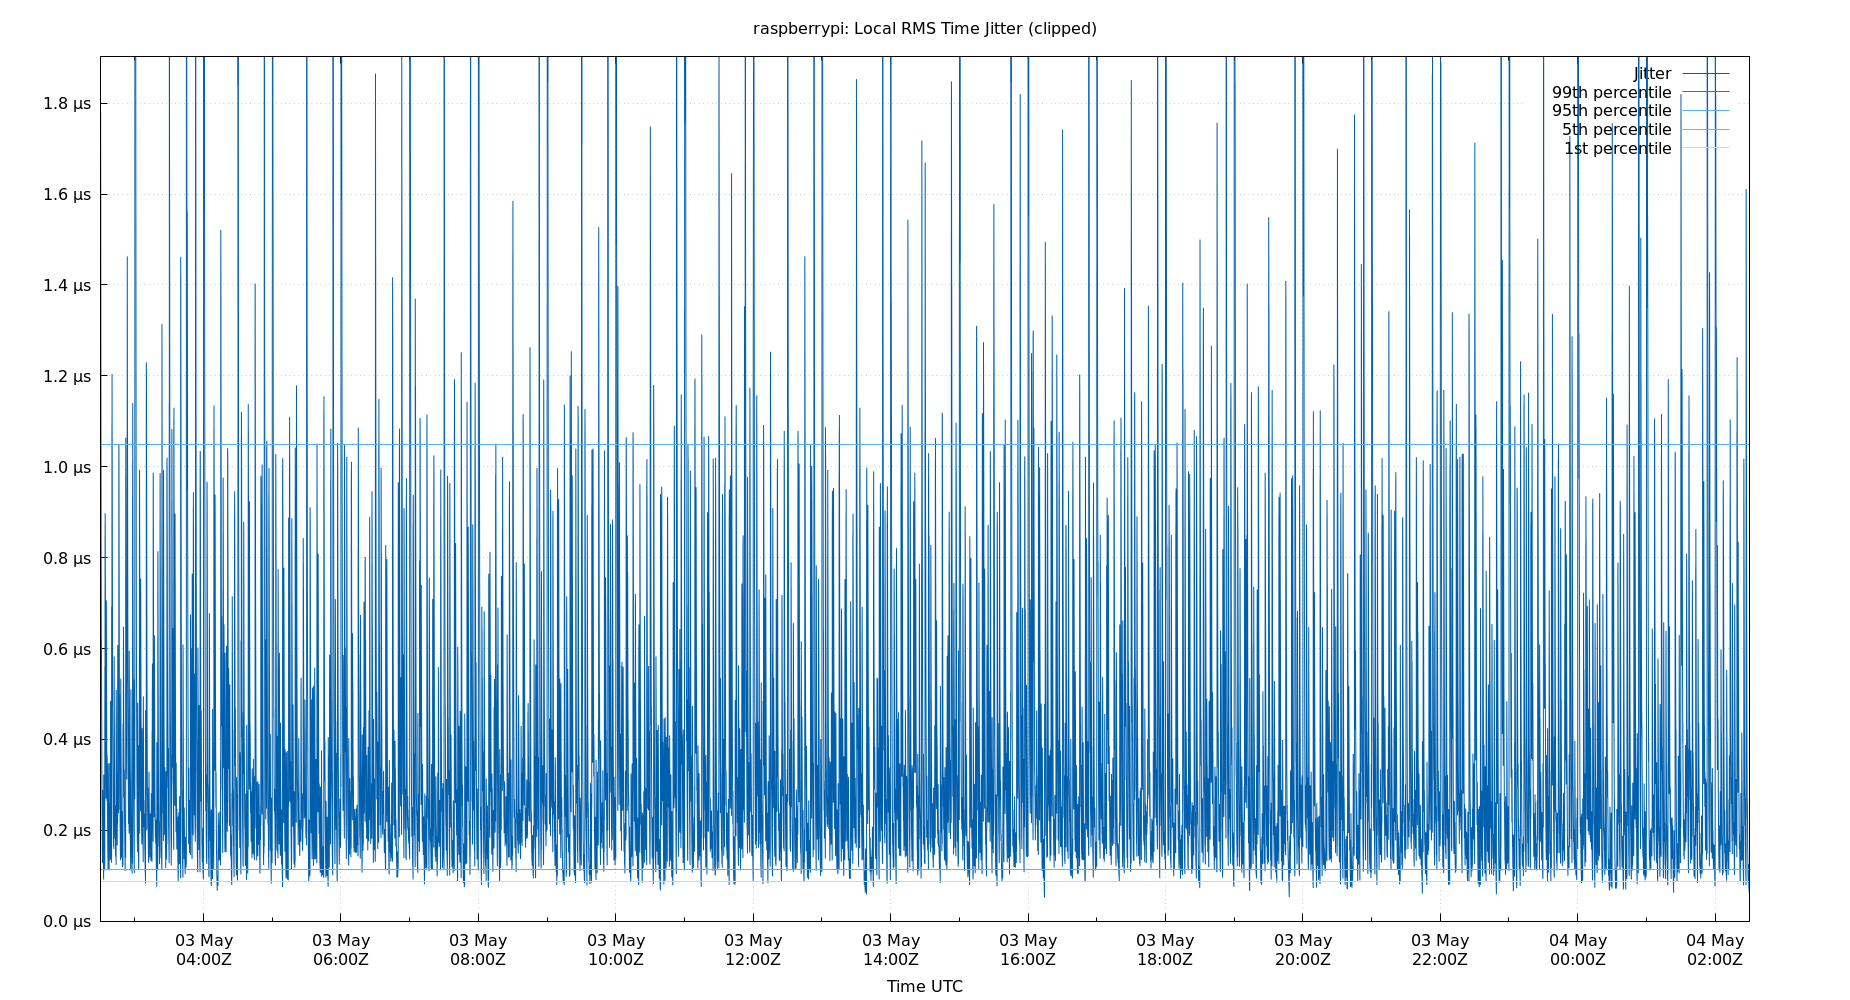 raspberrypi: Local RMS Time Jitter (clipped)
Jitter
99th percentile
95th percentile
5th percentile
1st percentile
1.8 µs
1.6 µs
1.4 µs
1.2 µs
1.0 µs
0.8 µs
0.6 µs
0.4 µs
0.2 µs
0.0 µs
03 May 03 May 03 May 03 May 03 May 03 May 03 May 03 May 03 May 03 May 04 May 04 May
04:00Z 06:00Z 08:00Z 10:00Z 12:00Z 14:00Z 16:00Z 18:00Z 20:00Z 22:00Z 00:00Z 02:00Z
Time UTC